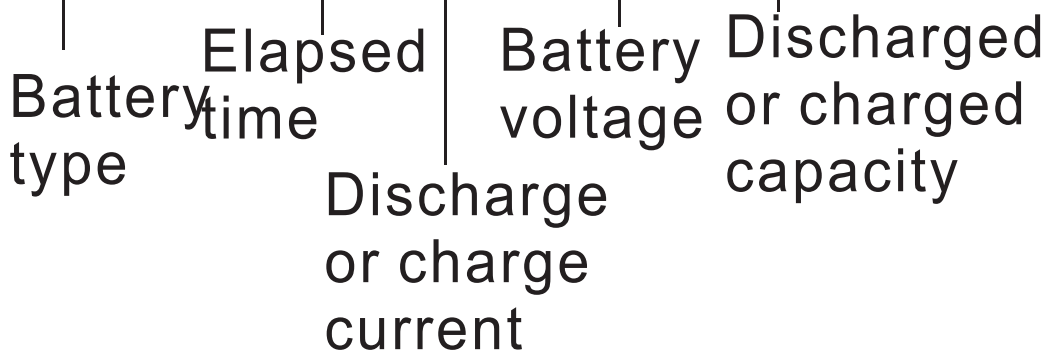 Battery
type
Elapsed
time
Discharge
or charge
current
Battery
voltage
Discharged
or charged
capacity